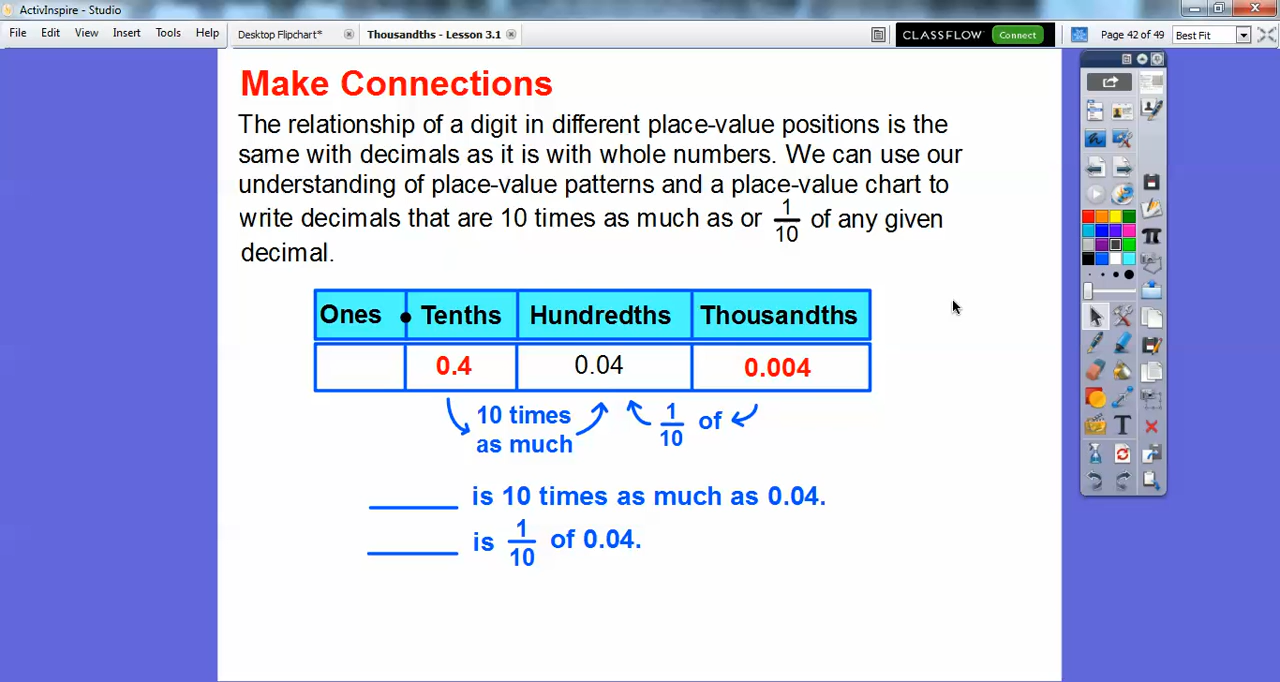 ActivInspire - Studio
File Edit View Insert Tools Help Desktop Flipchart* Thousandths - Lesson 3.1 CLASSFLOW Connect Page 42 of 49 Best Fit
Make Connections
The relationship of a digit in different place-value positions is the
same with decimals as it is with whole numbers. We can use our
understanding of place-value patterns and a place-value chart to
write decimals that are 10 times as much as or 1/10 of any given
decimal.
Ones . Tenths Hundredths Thousandths
0.4 0.04 0.004
10 times
as much
1/10 of
_____ is 10 times as much as 0.04.
_____ is 1/10 of 0.04.